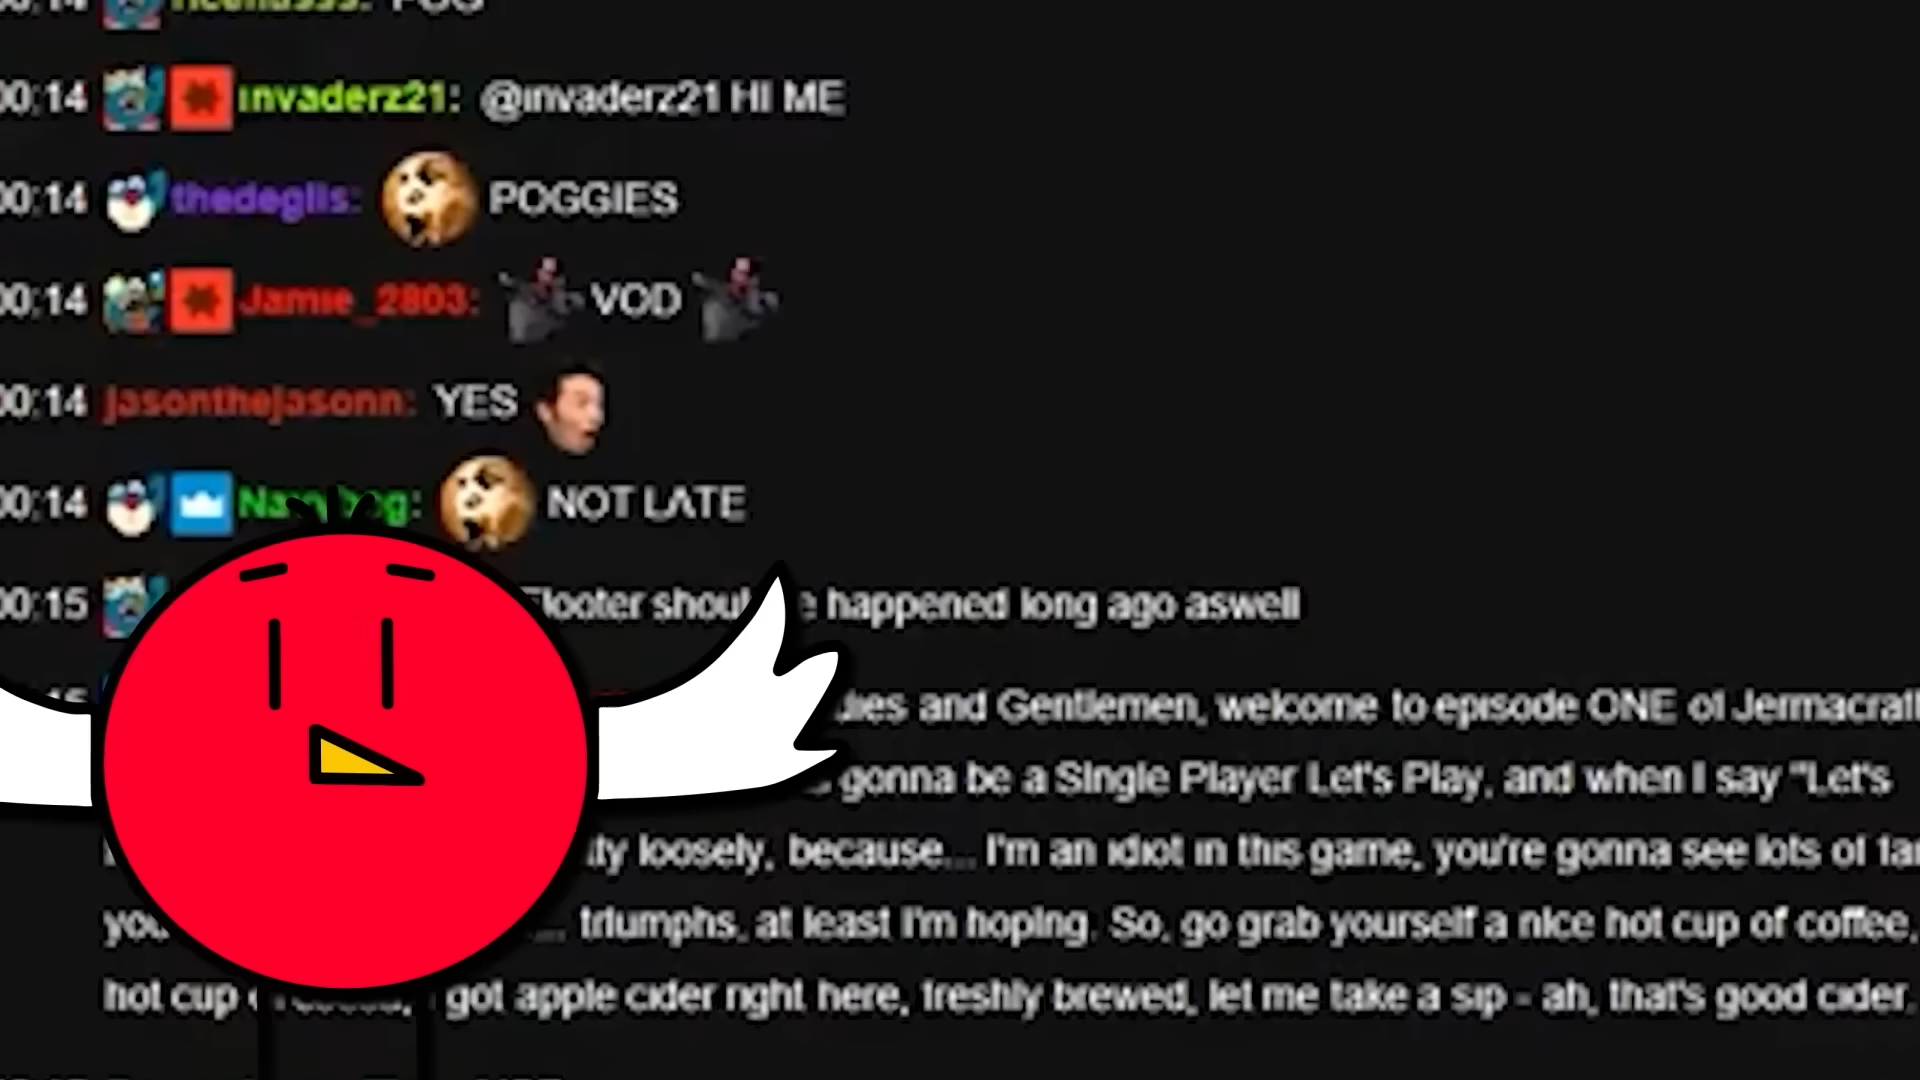 00:14 POG
00:14 invaderz21: @invaderz21 HI ME
00:14 thedeglis: POGGIES
00:14 Jamie_2803: VOD
00:14 jasonthejasonn: YES
00:14 NOT LATE
00:15 happened long ago aswell
and Gentlemen, welcome to episode ONE of
gonna be a Single Player Let's Play, and when I say "Let's
loosely, because... I'm an idiot in this game, you're gonna see lots of
... triumphs, at least I'm hoping. So, go grab yourself a nice hot cup of coffee,
hot cup got apple cider right here, freshly brewed, let me take a sip - ah, that's good cider.